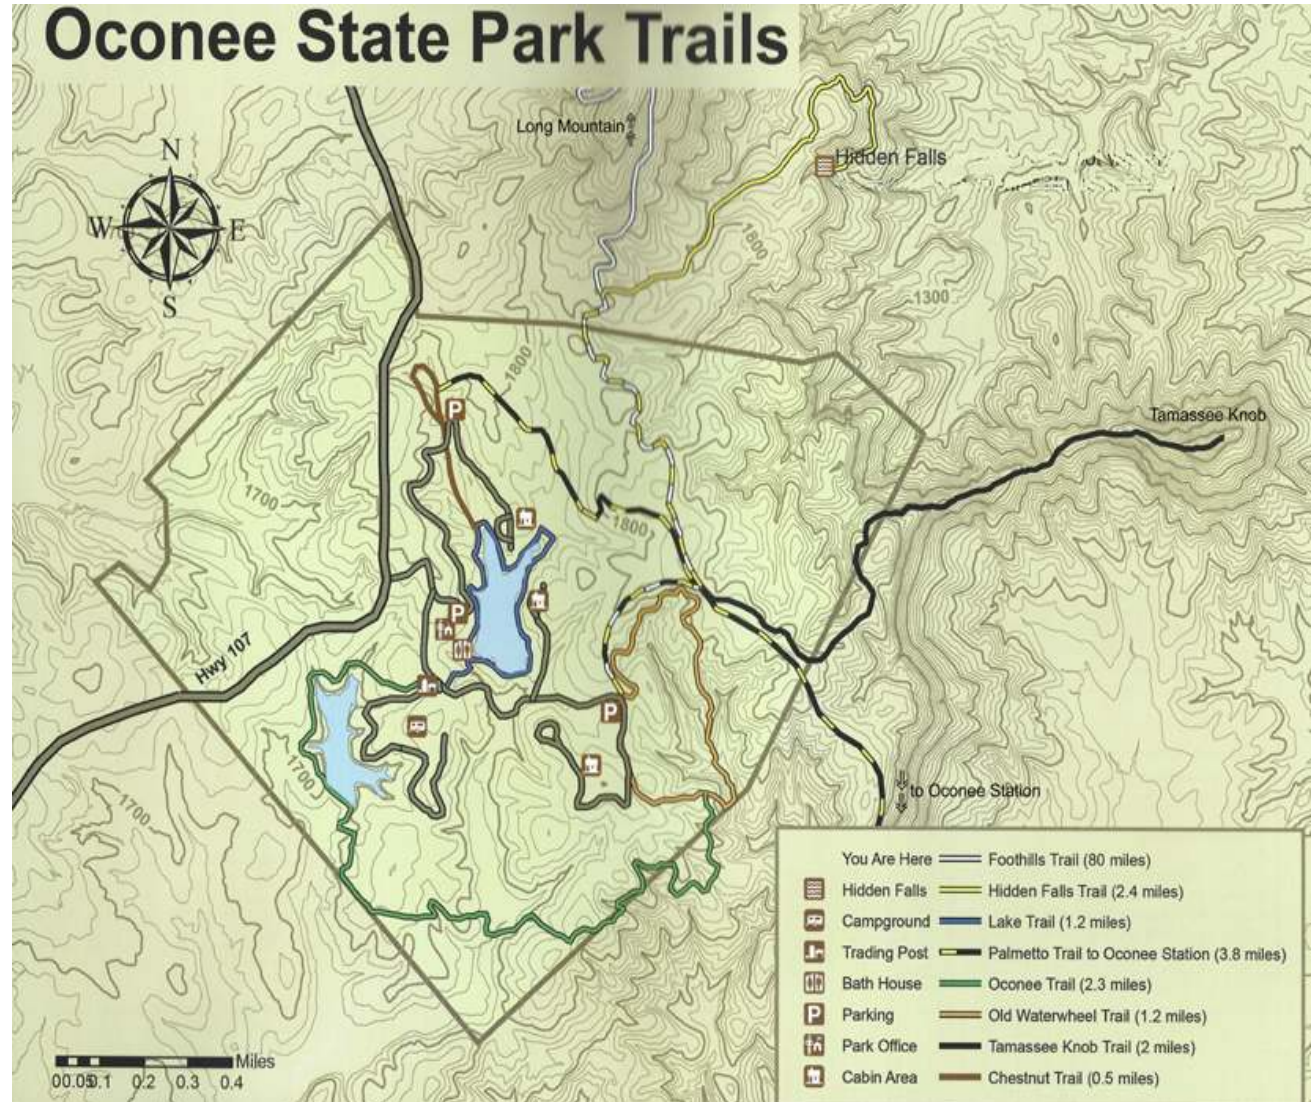 Oconee State Park Trails
Long Mountain
Hidden Falls
N
W E
S
1800
1300
1800
Tamassee Knob
1700
1800
Hwy 107
1700
1700
to Oconee Station
P
P
P
You Are Here Foothills Trail (80 miles)
Hidden Falls Hidden Falls Trail (2.4 miles)
Campground Lake Trail (1.2 miles)
Trading Post Palmetto Trail to Oconee Station (3.8 miles)
Bath House Oconee Trail (2.3 miles)
P Parking Old Waterwheel Trail (1.2 miles)
Park Office Tamassee Knob Trail (2 miles)
Cabin Area Chestnut Trail (0.5 miles)
Miles
0 0.05 0.1 0.2 0.3 0.4